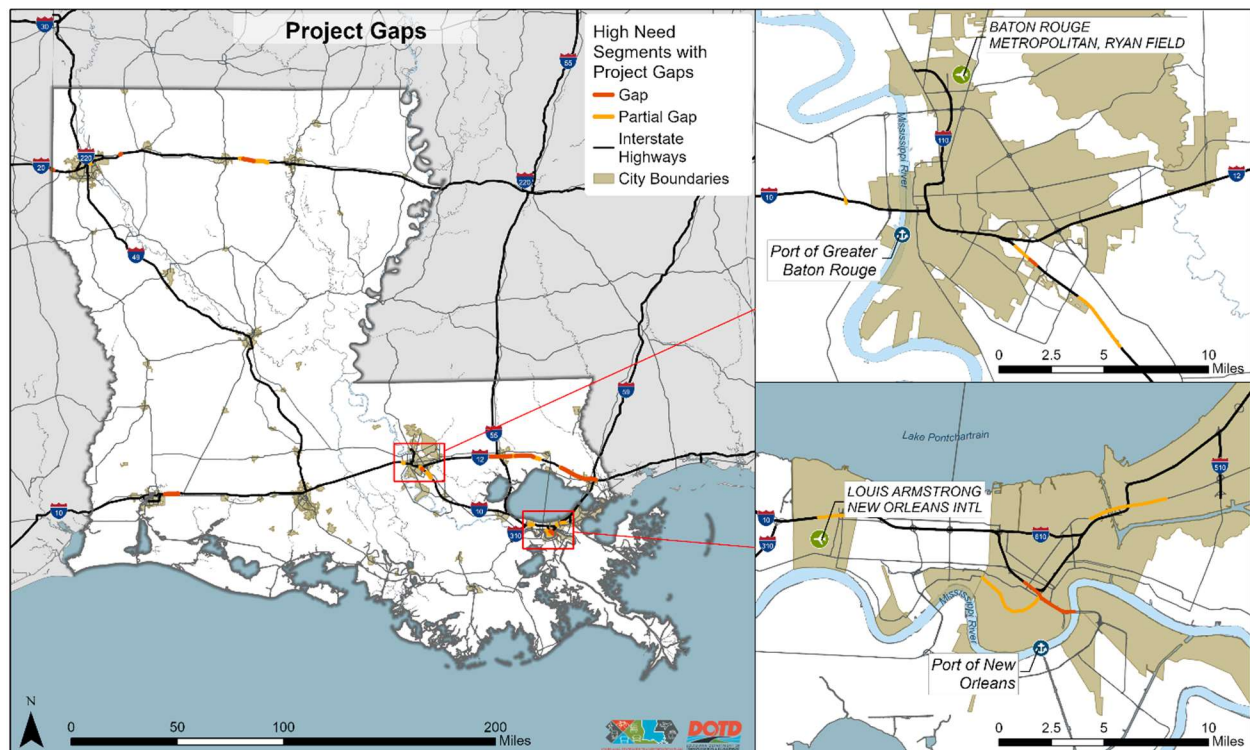 Project Gaps
High Need
Segments with
Project Gaps
Gap
Partial Gap
Interstate
Highways
City Boundaries
30
55
220
20
220
49
59
55
12
10
10
10
310
N
0 50 100 200
Miles
DOTD
BATON ROUGE
METROPOLITAN, RYAN FIELD
110
Mississippi River
10
12
Port of Greater
Baton Rouge
0 2.5 5 10
Miles
Lake Pontchartrain
510
LOUIS ARMSTRONG
NEW ORLEANS INTL
10
310
610
Mississippi River
Port of New
Orleans
0 2.5 5 10
Miles